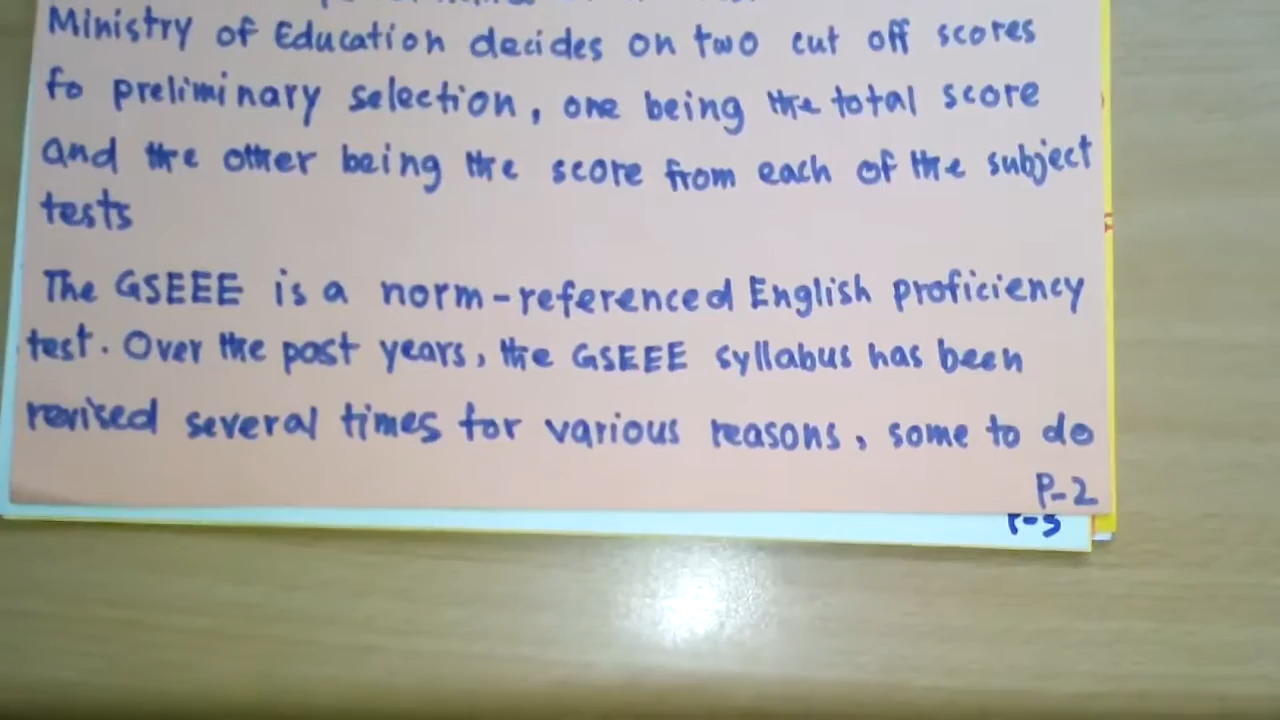 Ministry of Education decides on two cut off scores
fo preliminary selection, one being the total score
and the other being the score from each of the subject
tests
The GSEEE is a norm-referenced English proficiency
test. Over the past years, the GSEEE syllabus has been
revised several times for various reasons, some to do
P-2